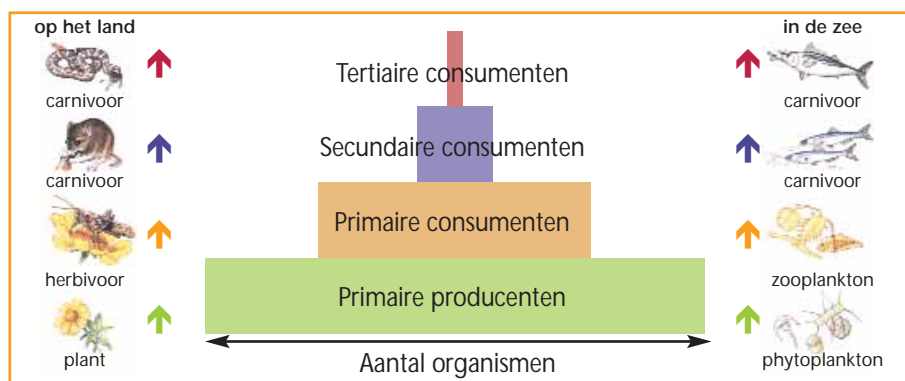 op het land
carnivoor
carnivoor
herbivoor
plant
Tertiaire consumenten
Secundaire consumenten
Primaire consumenten
Primaire producenten
Aantal organismen
in de zee
carnivoor
carnivoor
zooplankton
phytoplankton